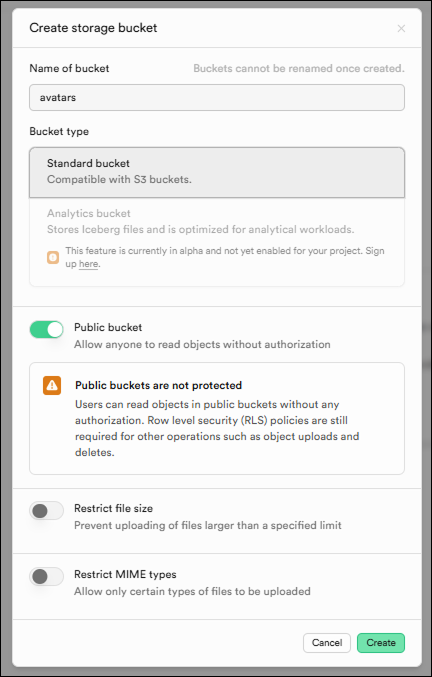 Create storage bucket
Name of bucket
Buckets cannot be renamed once created.
avatars
Bucket type
Standard bucket
Compatible with S3 buckets.
Analytics bucket
Stores Iceberg files and is optimized for analytical workloads.
This feature is currently in alpha and not yet enabled for your project. Sign
up here.
Public bucket
Allow anyone to read objects without authorization
Public buckets are not protected
Users can read objects in public buckets without any
authorization. Row level security (RLS) policies are still
required for other operations such as object uploads and
deletes.
Restrict file size
Prevent uploading of files larger than a specified limit
Restrict MIME types
Allow only certain types of files to be uploaded
Cancel
Create